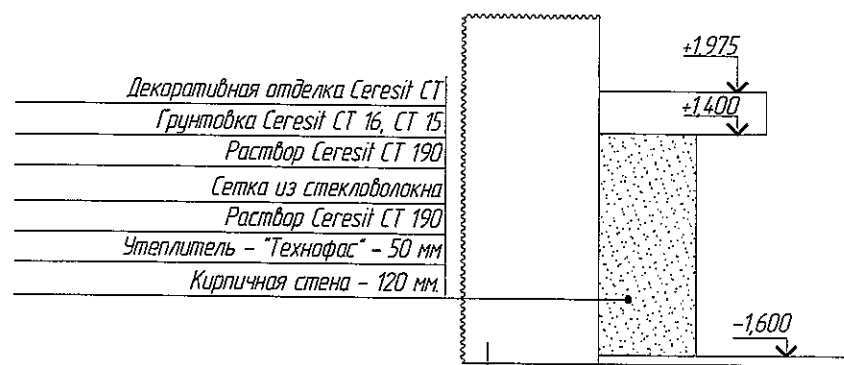 +1,975
Декоративная отделка Ceresit CT
+1,400
Грунтовка Ceresit CT 16, CT 15
Раствор Ceresit CT 190
Сетка из стекловолокна
Раствор Ceresit CT 190
Утеплитель - "Технофас" - 50 мм
Кирпичная стена - 120 мм.
-1,600